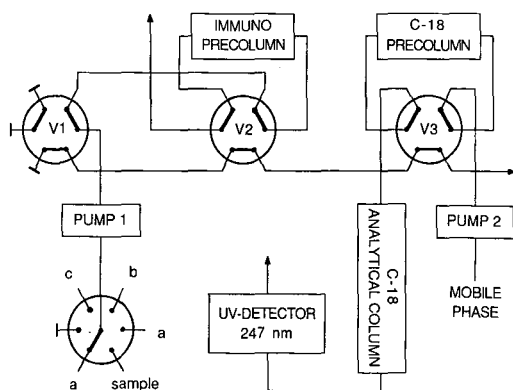 IMMUNO
PRECOLUMN
C-18
PRECOLUMN
V1
V2
V3
PUMP 1
PUMP 2
c
b
a
a
sample
UV-DETECTOR
247 nm
C-18
ANALYTICAL COLUMN
MOBILE
PHASE